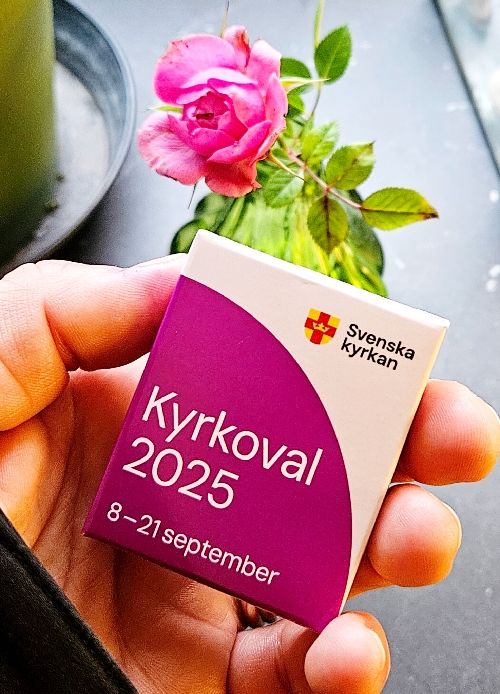 Svenska
kyrkan
Kyrkoval
2025
8–21 september